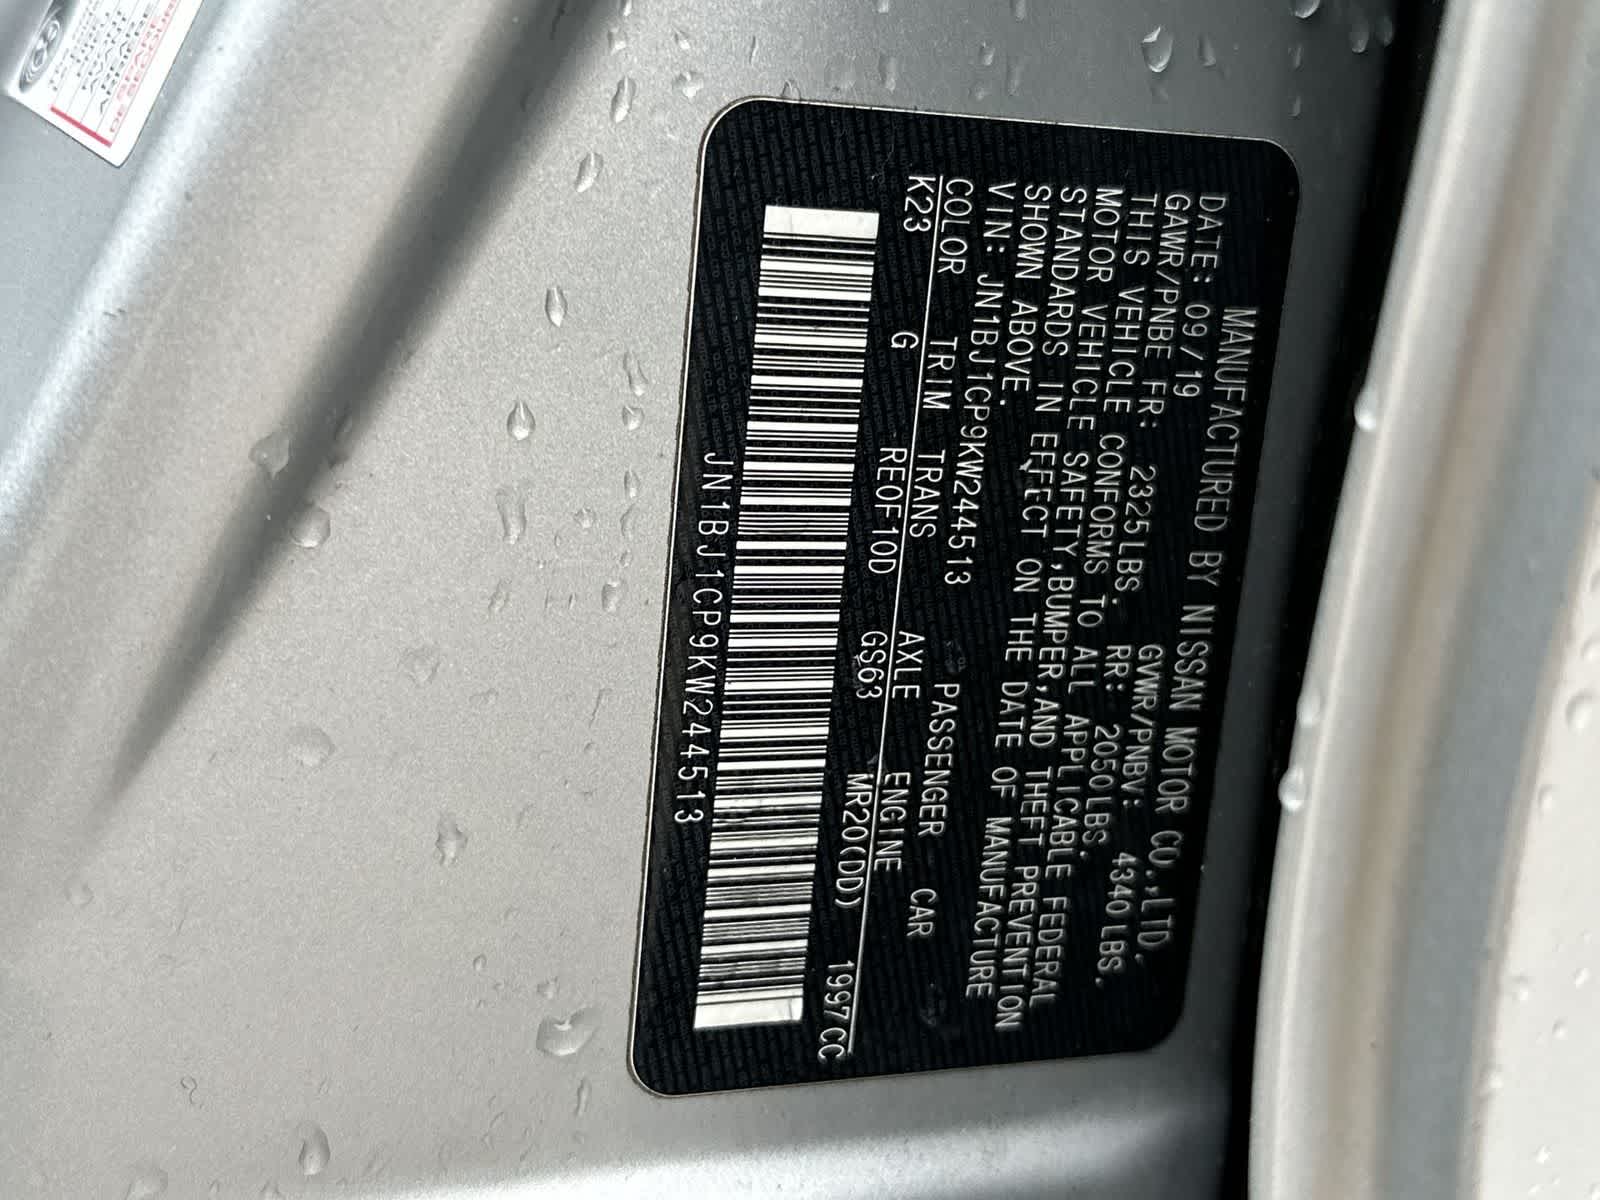 MANUFACTURED BY NISSAN MOTOR CO.,LTD.
DATE: 09/19 GVWR/PNBV: 4340LBS.
GAWR/PNBE FR: 2325LBS. RR: 2050LBS.
THIS VEHICLE CONFORMS TO ALL APPLICABLE FEDERAL
MOTOR VEHICLE SAFETY,BUMPER,AND THEFT PREVENTION
STANDARDS IN EFFECT ON THE DATE OF MANUFACTURE
SHOWN ABOVE.
VIN: JN1BJ1CP9KW244513 PASSENGER CAR
COLOR TRIM TRANS AXLE ENGINE
K23 G RE0F10D GS63 MR20(DD) 1997CC
JN1BJ1CP9KW244513